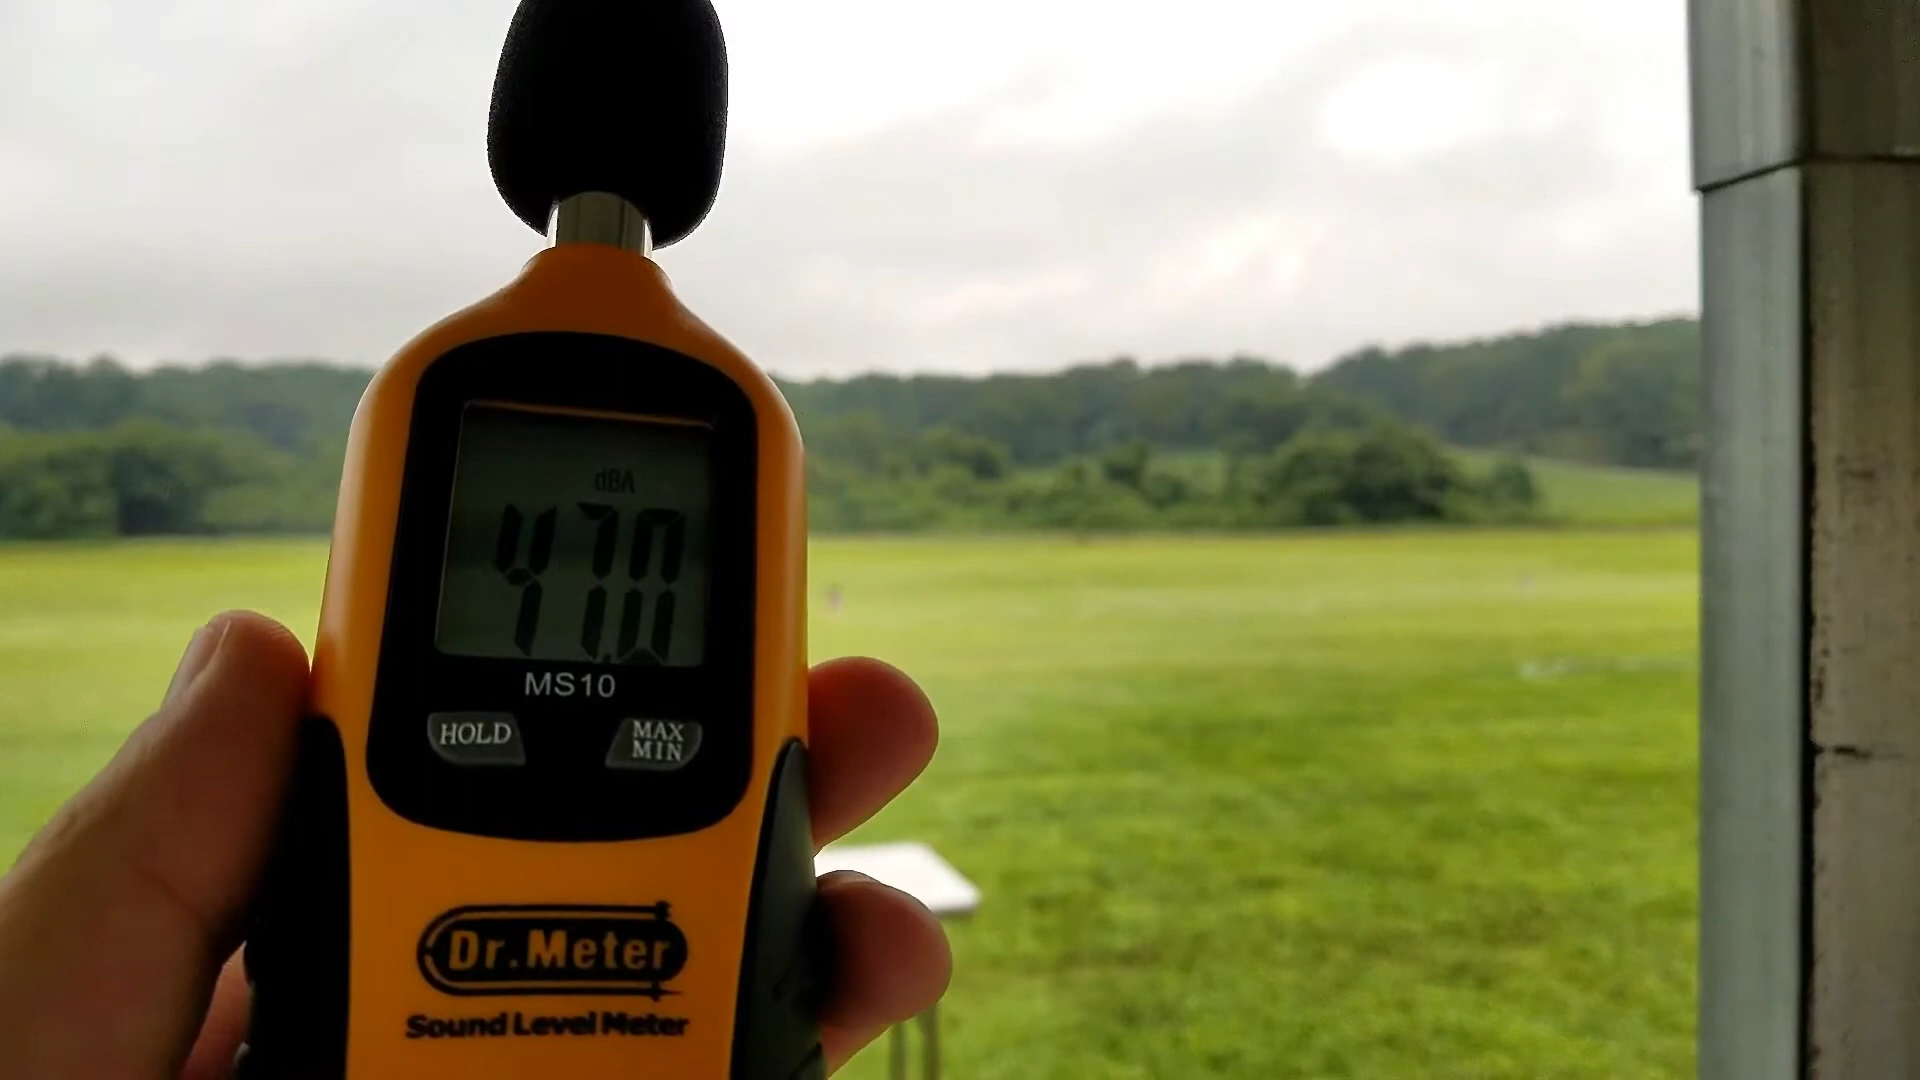 dBA
47.0
MS10
HOLD
MAX
MIN
Dr.Meter
Sound Level Meter